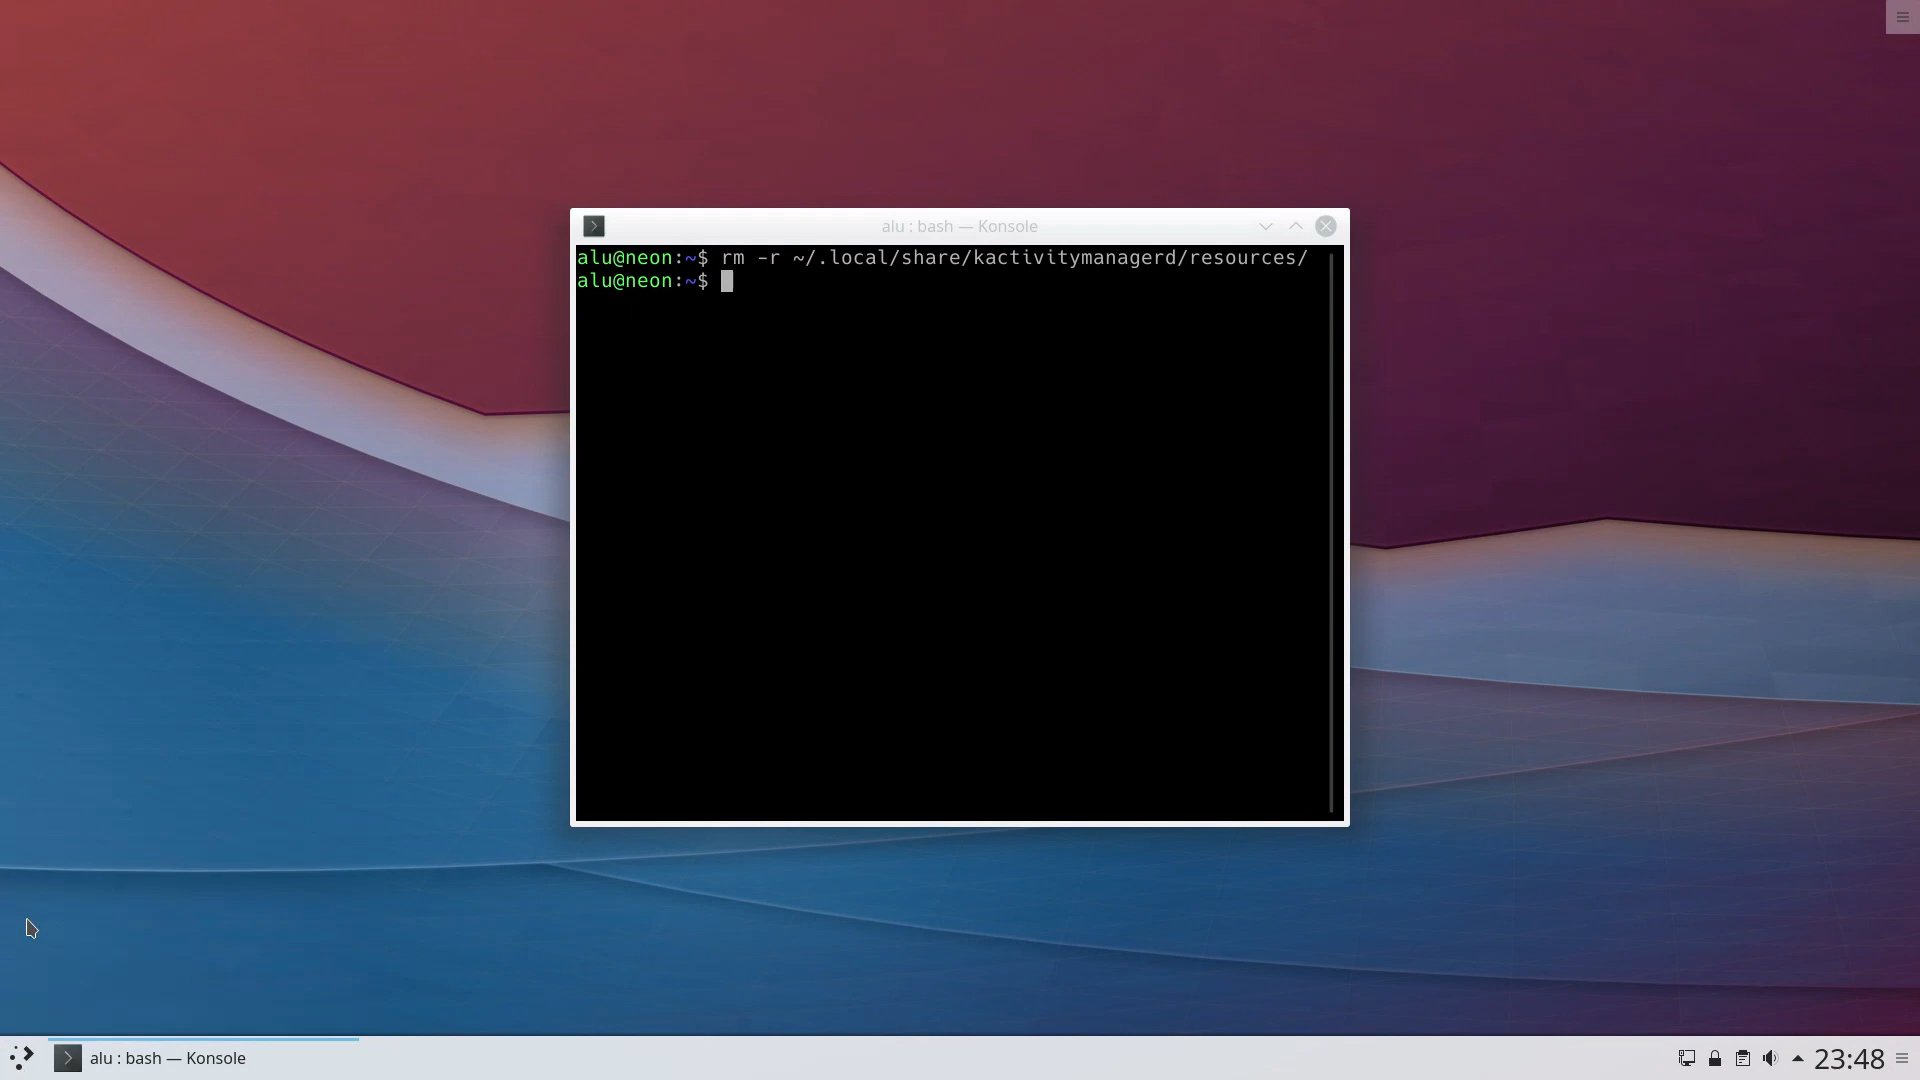 alu : bash — Konsole
alu@neon:~$ rm -r ~/.local/share/kactivitymanagerd/resources/
alu@neon:~$
alu : bash — Konsole
23:48